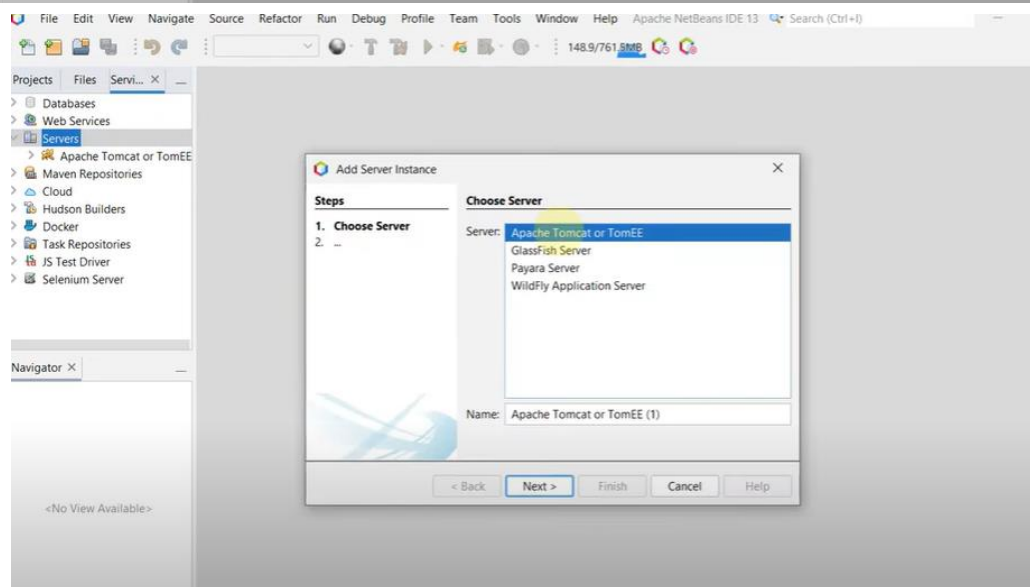 File Edit View Navigate Source Refactor Run Debug Profile Team Tools Window Help Apache NetBeans IDE 13 Search (Ctrl+I)
148.9/761.5MB
Projects Files Servi...
Databases
Web Services
Servers
Apache Tomcat or TomEE
Maven Repositories
Cloud
Hudson Builders
Docker
Task Repositories
JS Test Driver
Selenium Server
Navigator
<No View Available>
Add Server Instance
Steps
1. Choose Server
2. ...
Choose Server
Server: Apache Tomcat or TomEE
GlassFish Server
Payara Server
WildFly Application Server
Name: Apache Tomcat or TomEE (1)
< Back Next > Finish Cancel Help